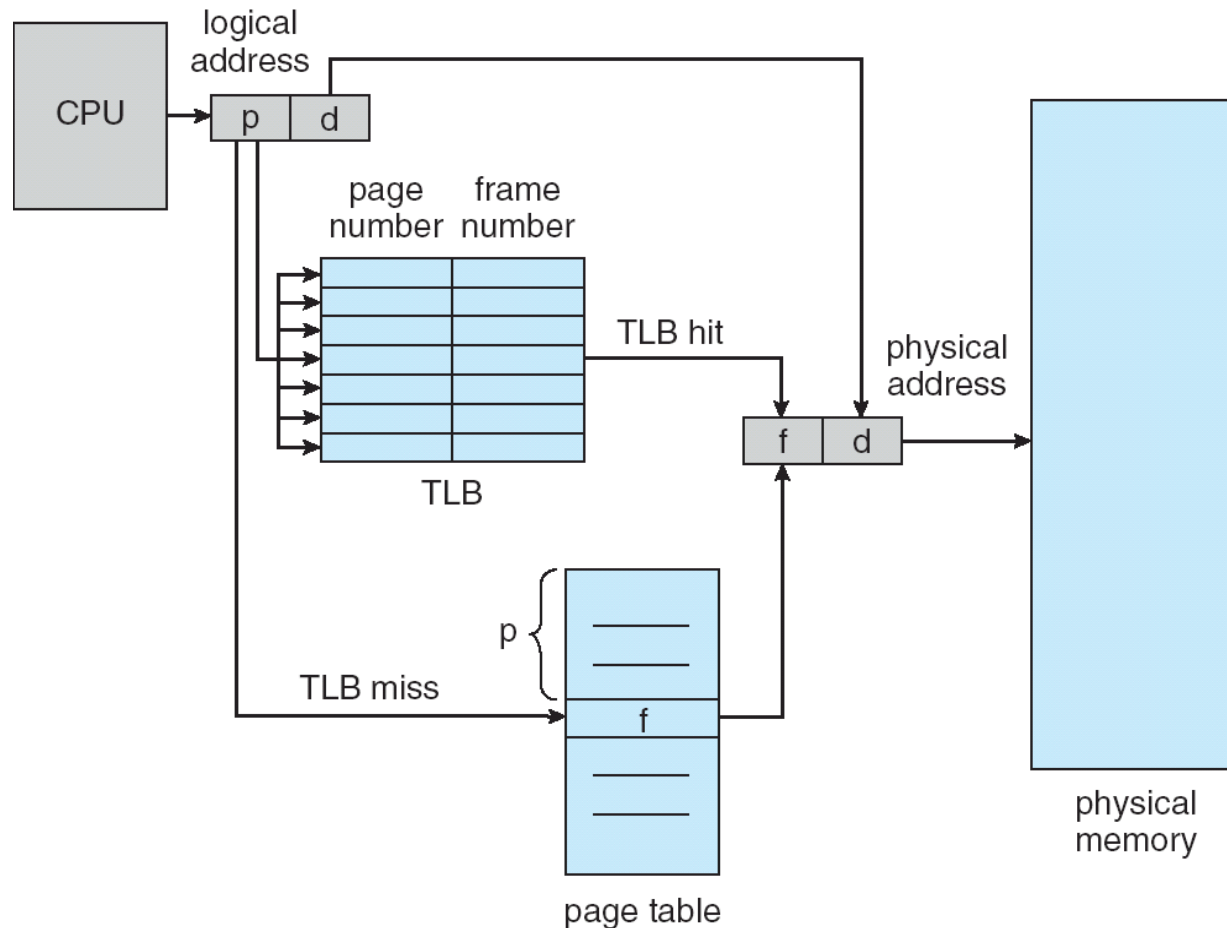 logical
address
CPU
p
d
page
number
frame
number
TLB hit
physical
address
f
d
TLB
p
TLB miss
f
physical
memory
page table